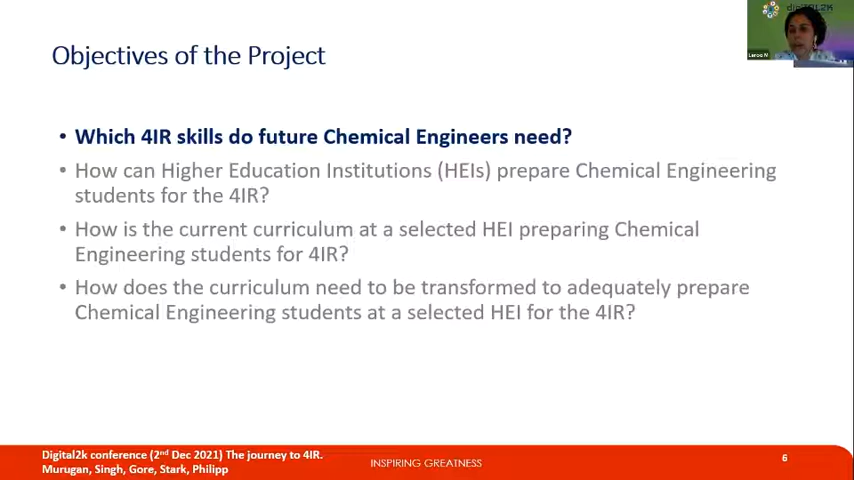 Objectives of the Project
• Which 4IR skills do future Chemical Engineers need?
• How can Higher Education Institutions (HEIs) prepare Chemical Engineering
students for the 4IR?
• How is the current curriculum at a selected HEI preparing Chemical
Engineering students for 4IR?
• How does the curriculum need to be transformed to adequately prepare
Chemical Engineering students at a selected HEI for the 4IR?
Digital2k conference (2nd Dec 2021) The journey to 4IR.
Murugan, Singh, Gore, Stark, Philipp
INSPIRING GREATNESS
6